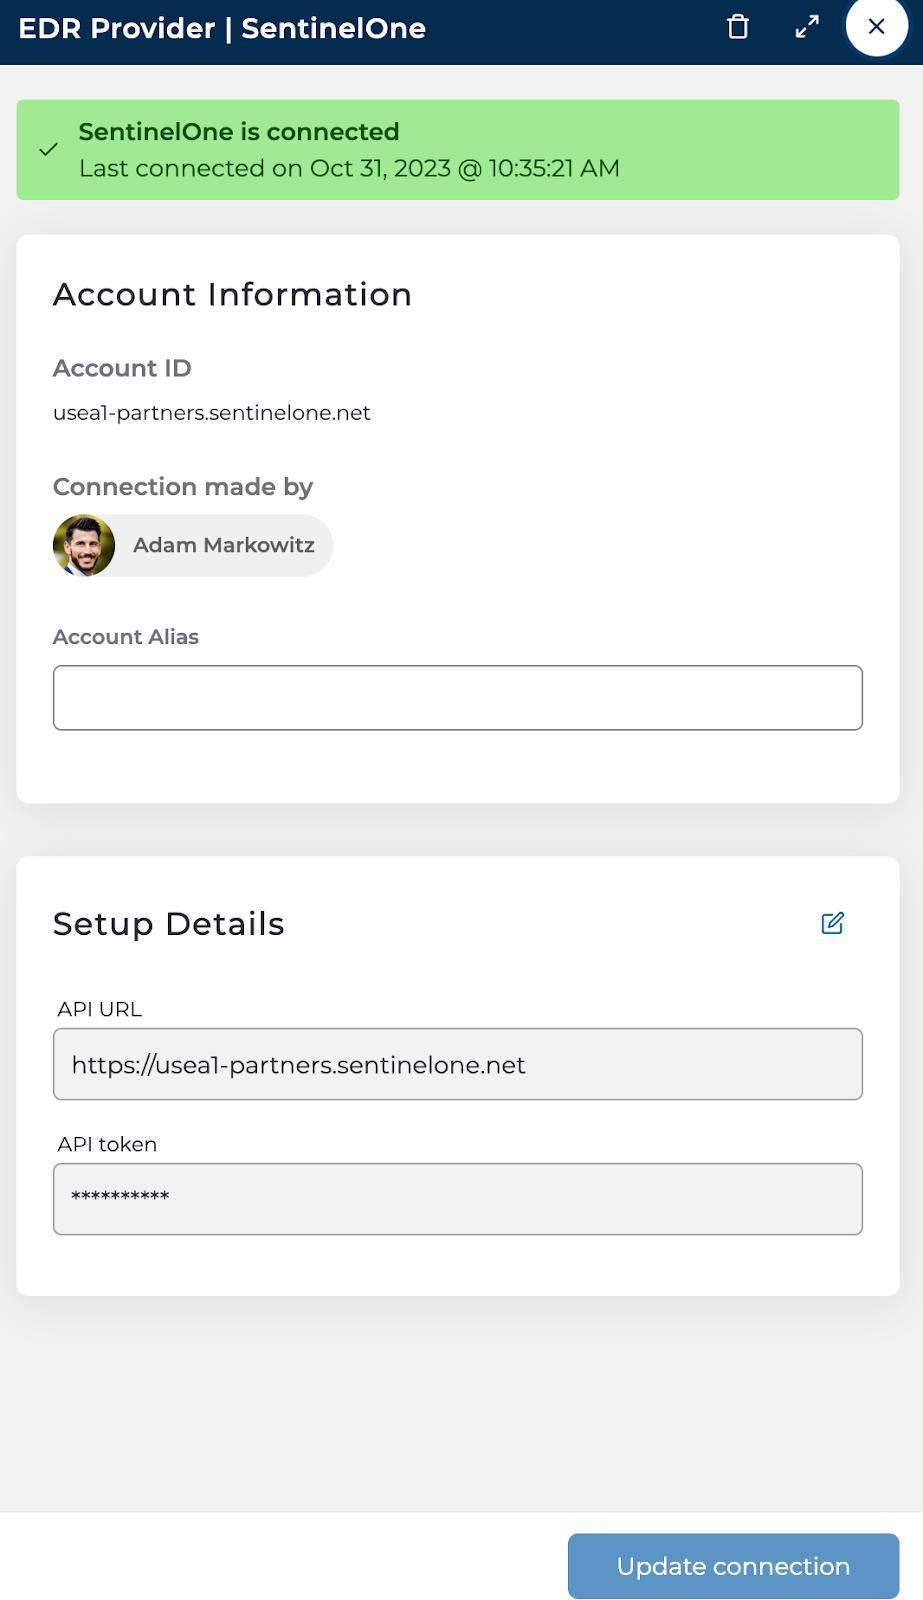 EDR Provider | SentinelOne
SentinelOne is connected
Last connected on Oct 31, 2023 @ 10:35:21 AM
Account Information
Account ID
usea1-partners.sentinelone.net
Connection made by
Adam Markowitz
Account Alias
Setup Details
API URL
https://usea1-partners.sentinelone.net
API token
**********
Update connection